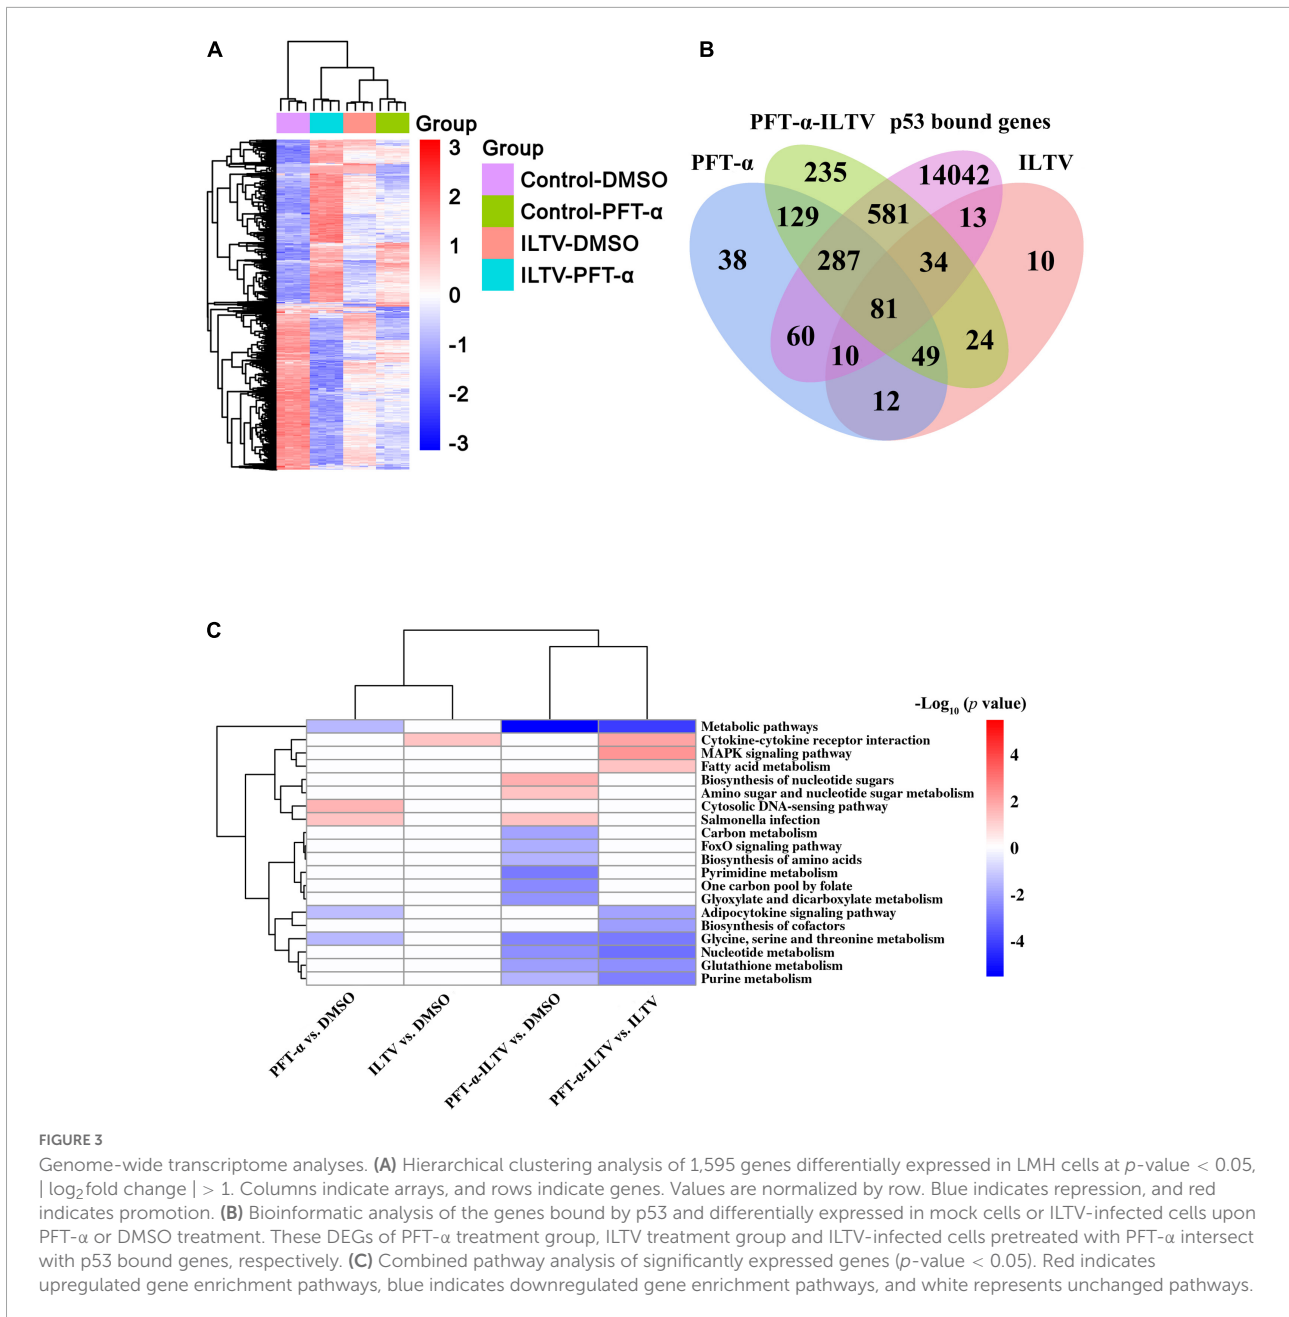 A
Group
3
2
1
0
-1
-2
-3
Group
Control-DMSO
Control-PFT-α
ILTV-DMSO
ILTV-PFT-α
B
PFT-α-ILTV p53 bound genes
PFT-α
ILTV
235
14042
129
581
13
38
287
34
10
81
60
10
49
24
12
C
-Log10 (p value)
4
2
0
-2
-4
Metabolic pathways
Cytokine-cytokine receptor interaction
MAPK signaling pathway
Fatty acid metabolism
Biosynthesis of nucleotide sugars
Amino sugar and nucleotide sugar metabolism
Cytosolic DNA-sensing pathway
Salmonella infection
Carbon metabolism
FoxO signaling pathway
Biosynthesis of amino acids
Pyrimidine metabolism
One carbon pool by folate
Glyoxylate and dicarboxylate metabolism
Adipocytokine signaling pathway
Biosynthesis of cofactors
Glycine, serine and threonine metabolism
Nucleotide metabolism
Glutathione metabolism
Purine metabolism
PFT-α vs. DMSO
ILTV vs. DMSO
PFT-α-ILTV vs. DMSO
PFT-α-ILTV vs. ILTV
FIGURE 3
Genome-wide transcriptome analyses. (A) Hierarchical clustering analysis of 1,595 genes differentially expressed in LMH cells at p-value < 0.05,
| log2fold change | > 1. Columns indicate arrays, and rows indicate genes. Values are normalized by row. Blue indicates repression, and red
indicates promotion. (B) Bioinformatic analysis of the genes bound by p53 and differentially expressed in mock cells or ILTV-infected cells upon
PFT-α or DMSO treatment. These DEGs of PFT-α treatment group, ILTV treatment group and ILTV-infected cells pretreated with PFT-α intersect
with p53 bound genes, respectively. (C) Combined pathway analysis of significantly expressed genes (p-value < 0.05). Red indicates
upregulated gene enrichment pathways, blue indicates downregulated gene enrichment pathways, and white represents unchanged pathways.